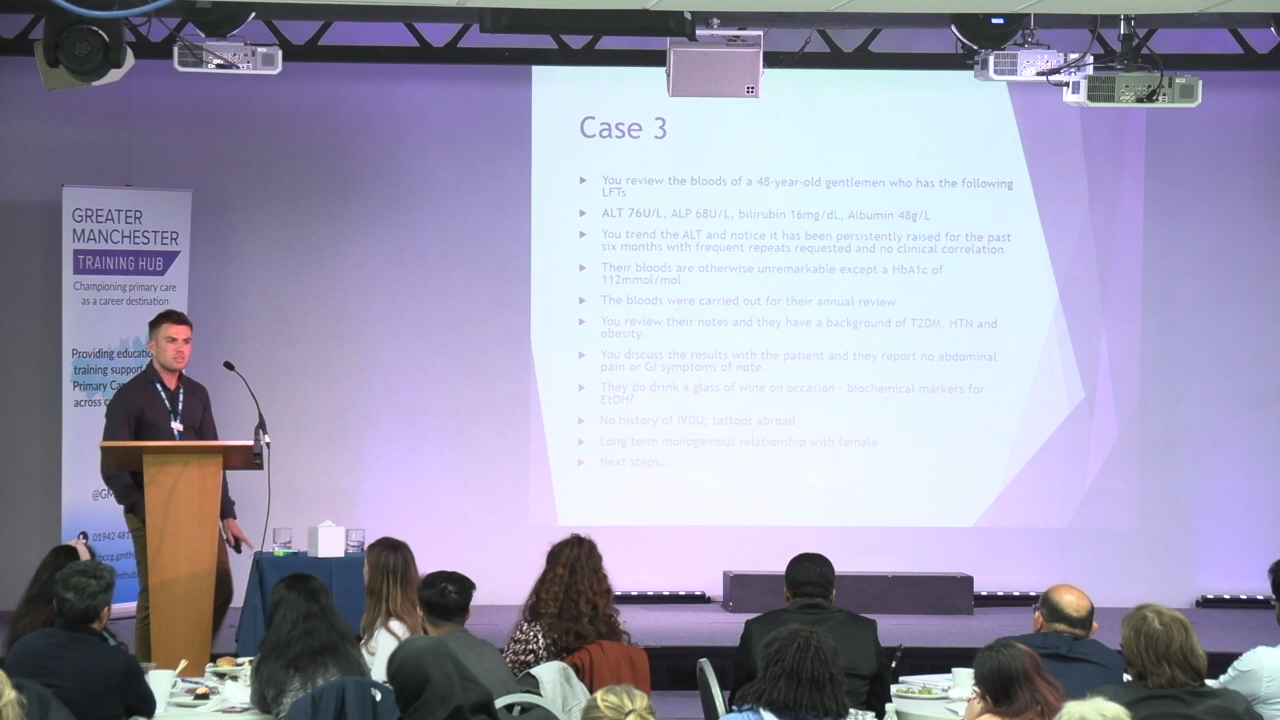 GREATER
MANCHESTER
TRAINING HUB
Championing primary care
as a career destination
Providing
training support
Primary
across
01942
Case 3
You review the bloods of a 48-year-old gentlemen who has the following
LFTs
ALT 76U/L, ALP 68U/L, bilirubin 16mg/dL, Albumin 48g/L
You trend the ALT and notice it has been persistently raised for the past
six months with frequent repeats requested and no clinical correlation
Their bloods are otherwise unremarkable except a HbA1c of
112mmol/mol
The bloods were carried out for their annual review
You review their notes and they have a background of T2DM, HTN and
obesity.
You discuss the results with the patient and they report no abdominal
pain or GI symptoms of note.
They do drink a glass of wine on occasion - biochemical markers for
EtOH?
No history of IVDU; tattoos abroad
Long term monogamous relationship with female
Next steps…